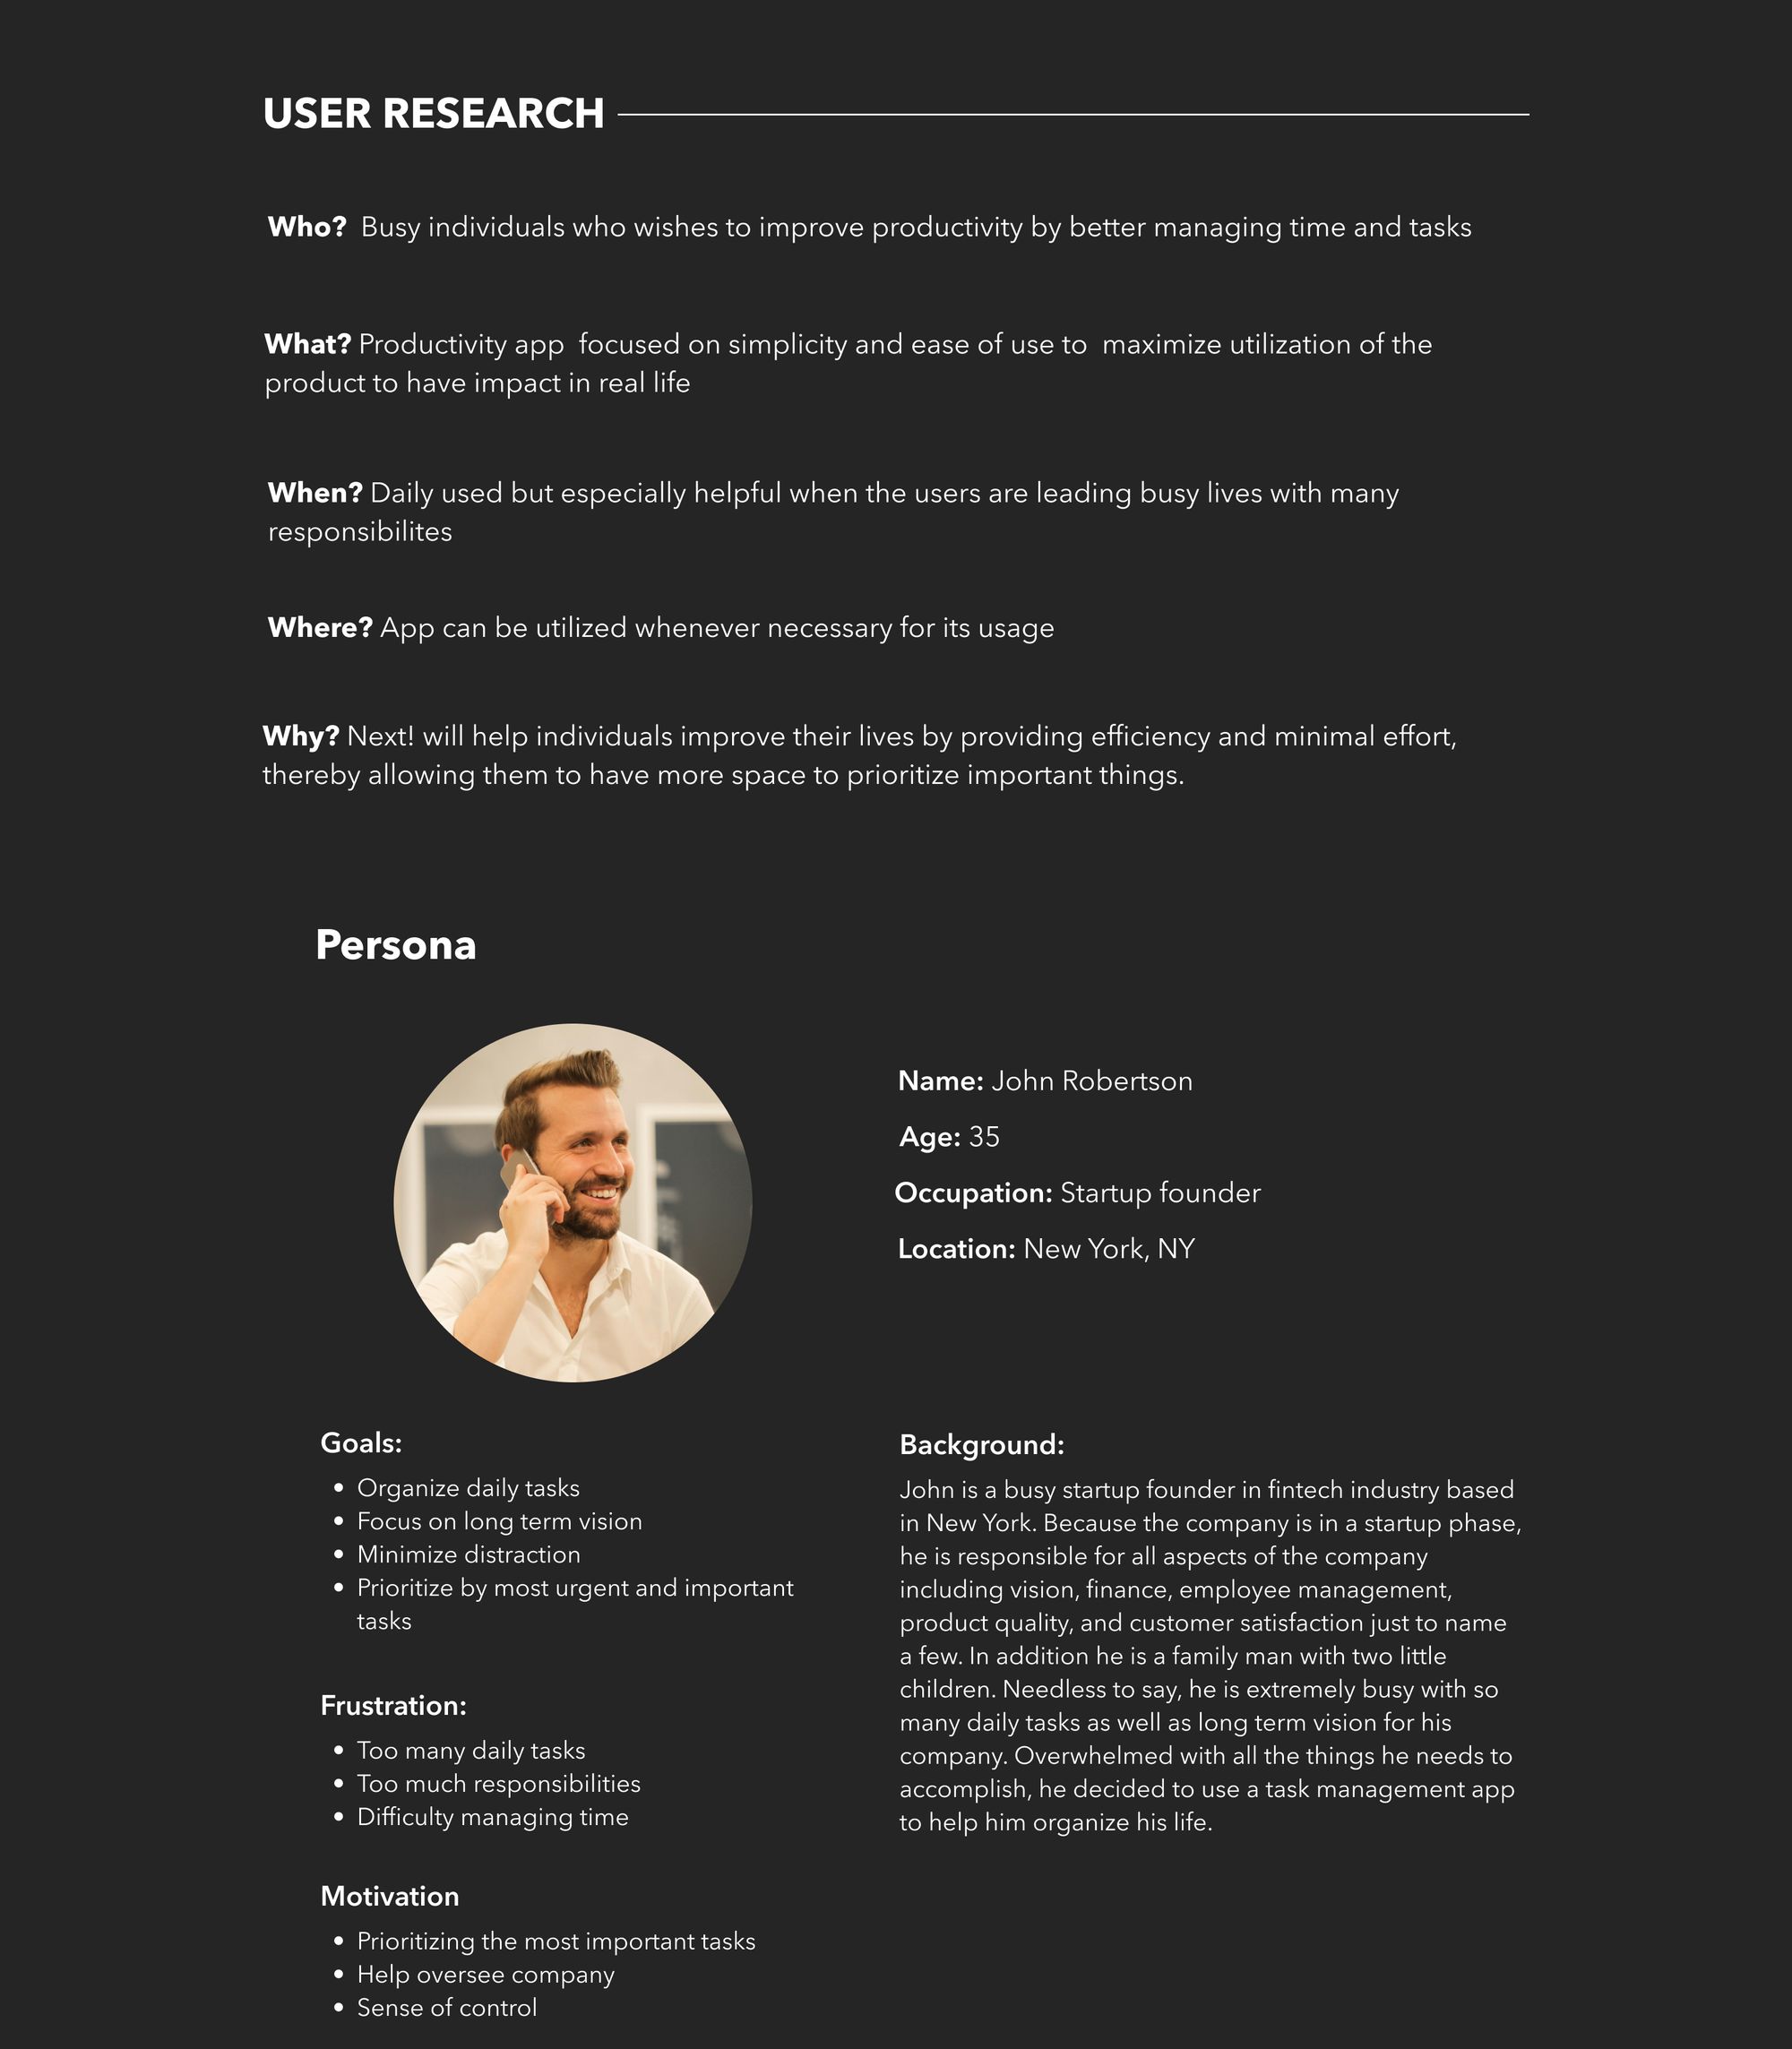 USER RESEARCH
Who? Busy individuals who wishes to improve productivity by better managing time and tasks
What? Productivity app focused on simplicity and ease of use to maximize utilization of the
product to have impact in real life
When? Daily used but especially helpful when the users are leading busy lives with many
responsibilites
Where? App can be utilized whenever necessary for its usage
Why? Next! will help individuals improve their lives by providing efficiency and minimal effort,
thereby allowing them to have more space to prioritize important things.
Persona
Name: John Robertson
Age: 35
Occupation: Startup founder
Location: New York, NY
Goals:
• Organize daily tasks
• Focus on long term vision
• Minimize distraction
• Prioritize by most urgent and important
tasks
Frustration:
• Too many daily tasks
• Too much responsibilities
• Difficulty managing time
Motivation
• Prioritizing the most important tasks
• Help oversee company
• Sense of control
Background:
John is a busy startup founder in fintech industry based
in New York. Because the company is in a startup phase,
he is responsible for all aspects of the company
including vision, finance, employee management,
product quality, and customer satisfaction just to name
a few. In addition he is a family man with two little
children. Needless to say, he is extremely busy with so
many daily tasks as well as long term vision for his
company. Overwhelmed with all the things he needs to
accomplish, he decided to use a task management app
to help him organize his life.